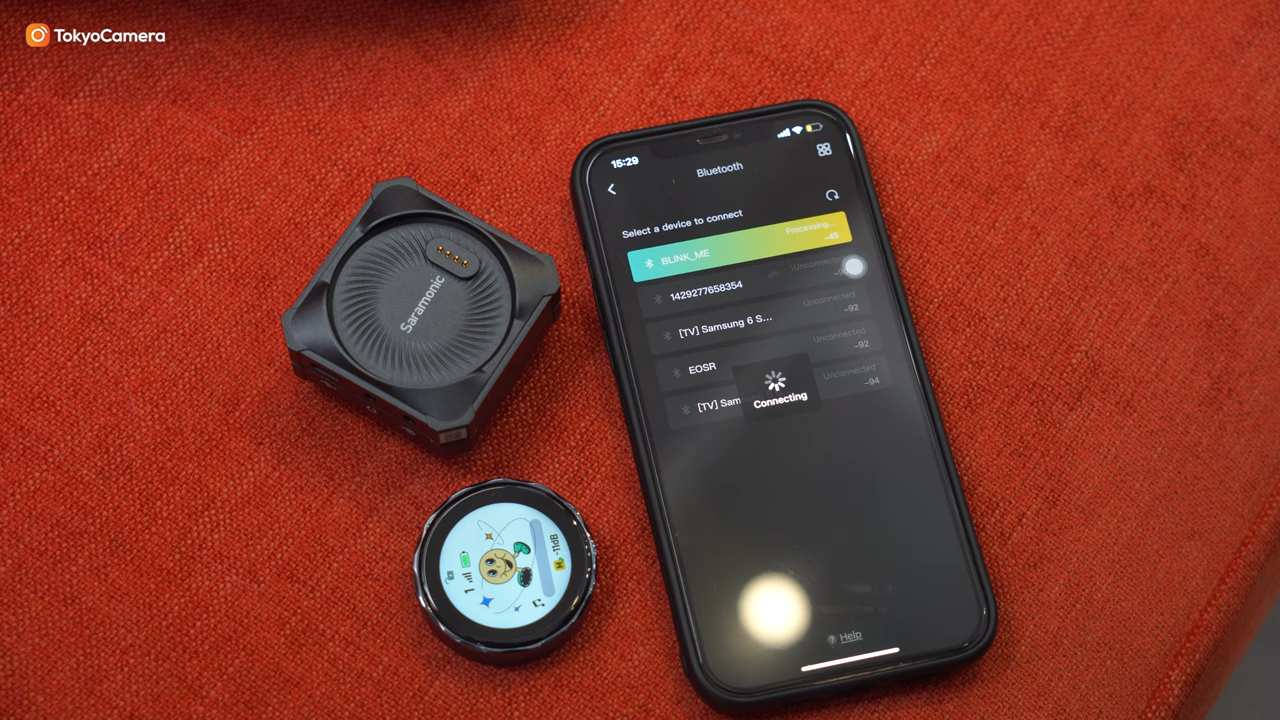 TokyoCamera
Saramonic
15:29
Bluetooth
Select a device to connect
BLINK_ME
Processing...
-45
1429277658354
Unconnected
[TV] Samsung 6 S...
Unconnected
-92
EOSR
Unconnected
-92
[TV] Sam
Unconnected
-94
Connecting
? Help
1
M
-11dB